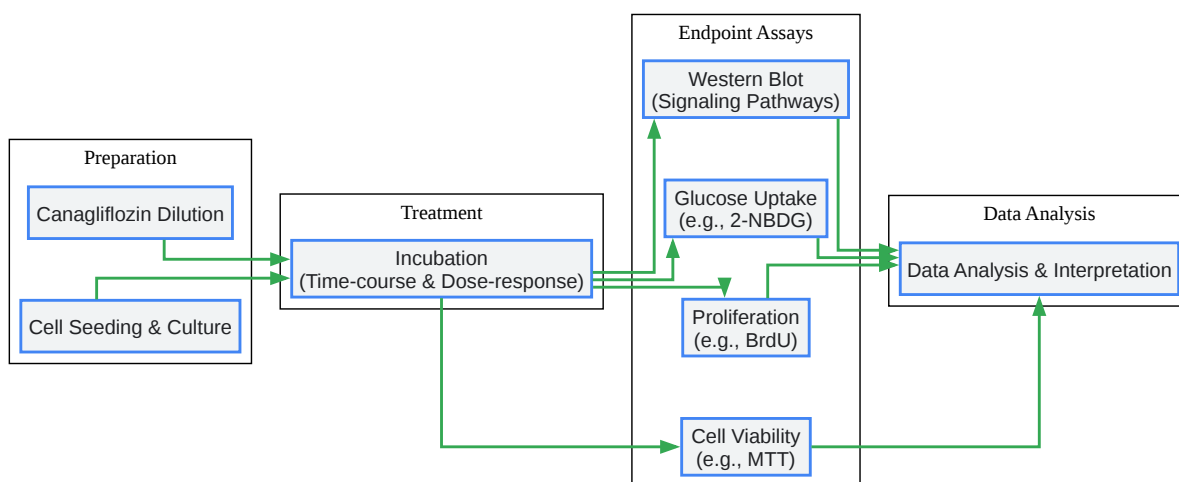 Preparation
Canagliflozin Dilution
Cell Seeding & Culture
Treatment
Incubation
(Time-course & Dose-response)
Endpoint Assays
Western Blot
(Signaling Pathways)
Glucose Uptake
(e.g., 2-NBDG)
Proliferation
(e.g., BrdU)
Cell Viability
(e.g., MTT)
Data Analysis
Data Analysis & Interpretation